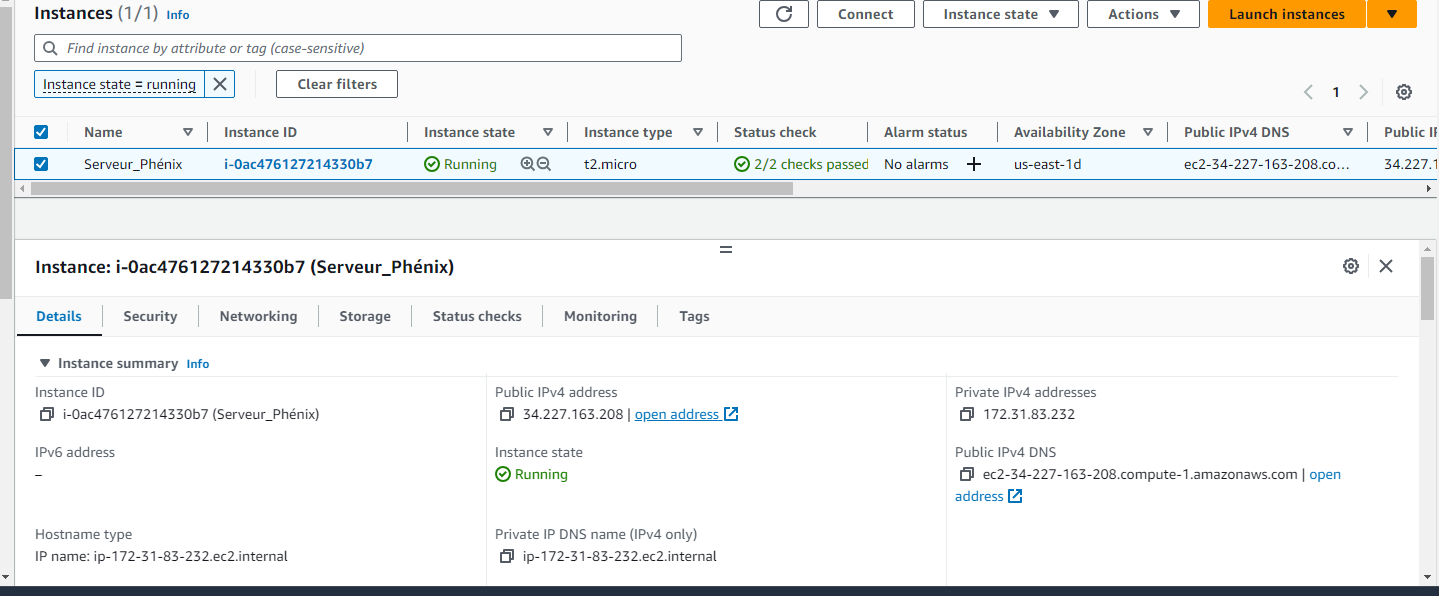 Instances (1/1) Info
Connect
Instance state
Actions
Launch instances
Find instance by attribute or tag (case-sensitive)
Instance state = running
Clear filters
1
Name Instance ID Instance state Instance type Status check Alarm status Availability Zone Public IPv4 DNS Public IP
Serveur_Phénix i-0ac476127214330b7 Running t2.micro 2/2 checks passed No alarms us-east-1d ec2-34-227-163-208.co... 34.227.1
Instance: i-0ac476127214330b7 (Serveur_Phénix)
Details Security Networking Storage Status checks Monitoring Tags
Instance summary Info
Instance ID
i-0ac476127214330b7 (Serveur_Phénix)
Public IPv4 address
34.227.163.208 | open address
Private IPv4 addresses
172.31.83.232
IPv6 address
–
Instance state
Running
Public IPv4 DNS
ec2-34-227-163-208.compute-1.amazonaws.com | open
address
Hostname type
IP name: ip-172-31-83-232.ec2.internal
Private IP DNS name (IPv4 only)
ip-172-31-83-232.ec2.internal